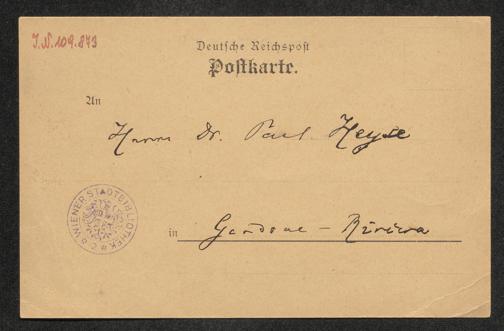 J.N. 109.873
Deutsche Reichspost
Postkarte.
An
Herrn Dr. Paul Heyse
WIENER STADTBIBLIOTHEK
in Gardone - Riviera